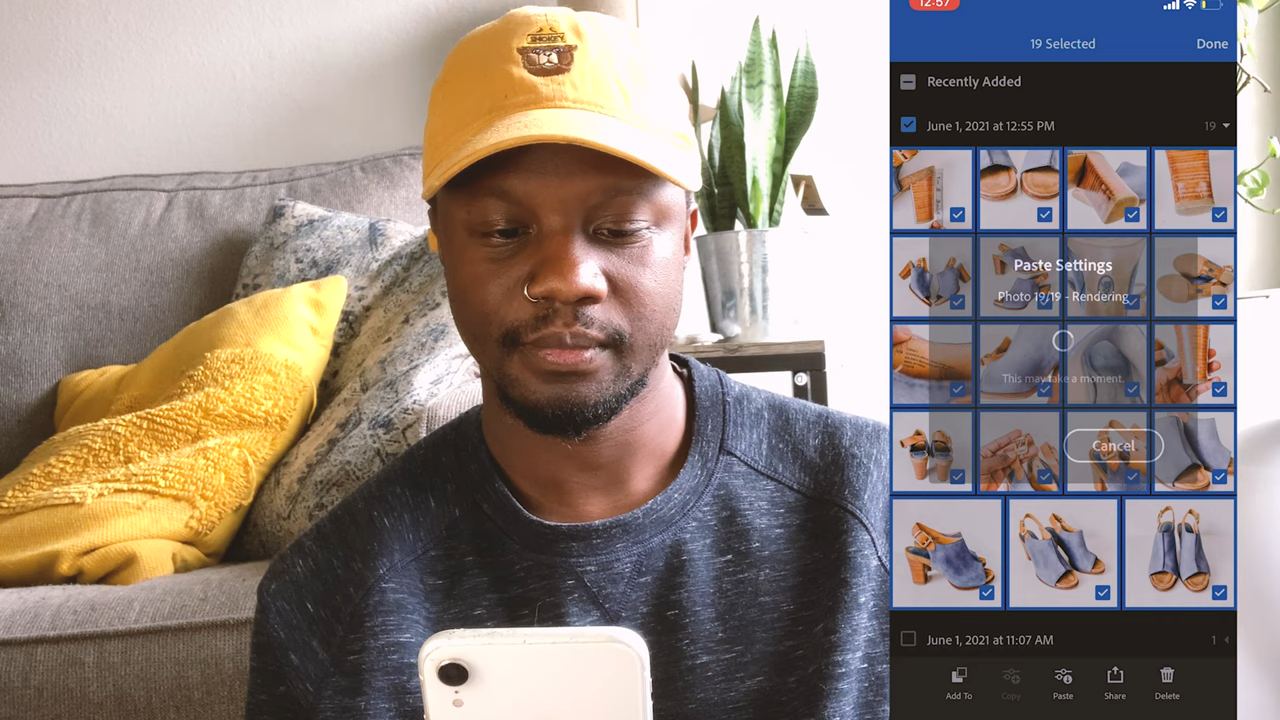 SMOKEY
12:57
19 Selected
Done
Recently Added
June 1, 2021 at 12:55 PM
19
Paste Settings
Photo 19/19 - Rendering
This may take a moment.
Cancel
June 1, 2021 at 11:07 AM
1
Add To
Copy
Paste
Share
Delete